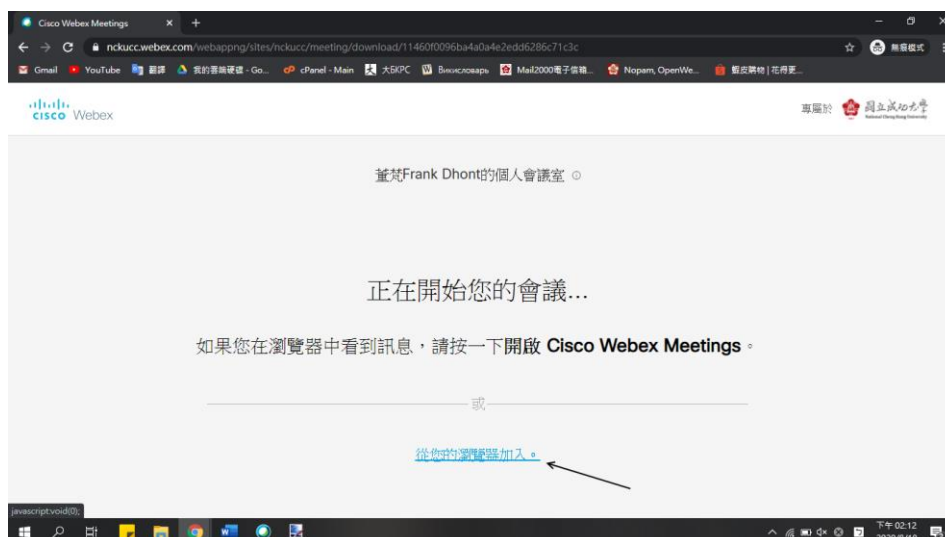 Cisco Webex Meetings
nckucc.webex.com/webappng/sites/nckucc/meeting/download/11460f0096ba4a0a4e2edd6286c71c3c
無痕模式
Gmail YouTube 翻譯 我的雲端硬碟 - Go... cPanel - Main 大БКРС Викисловарь Mail2000電子信箱... Nopam, OpenWe... 蝦皮購物 | 花得更...
CISCO Webex
專屬於 國立成功大學
National Cheng Kung University
董梵Frank Dhont的個人會議室
正在開始您的會議...
如果您在瀏覽器中看到訊息，請按一下開啟 Cisco Webex Meetings。
或
從您的瀏覽器加入。
javascript:void(0);
下午 02:12